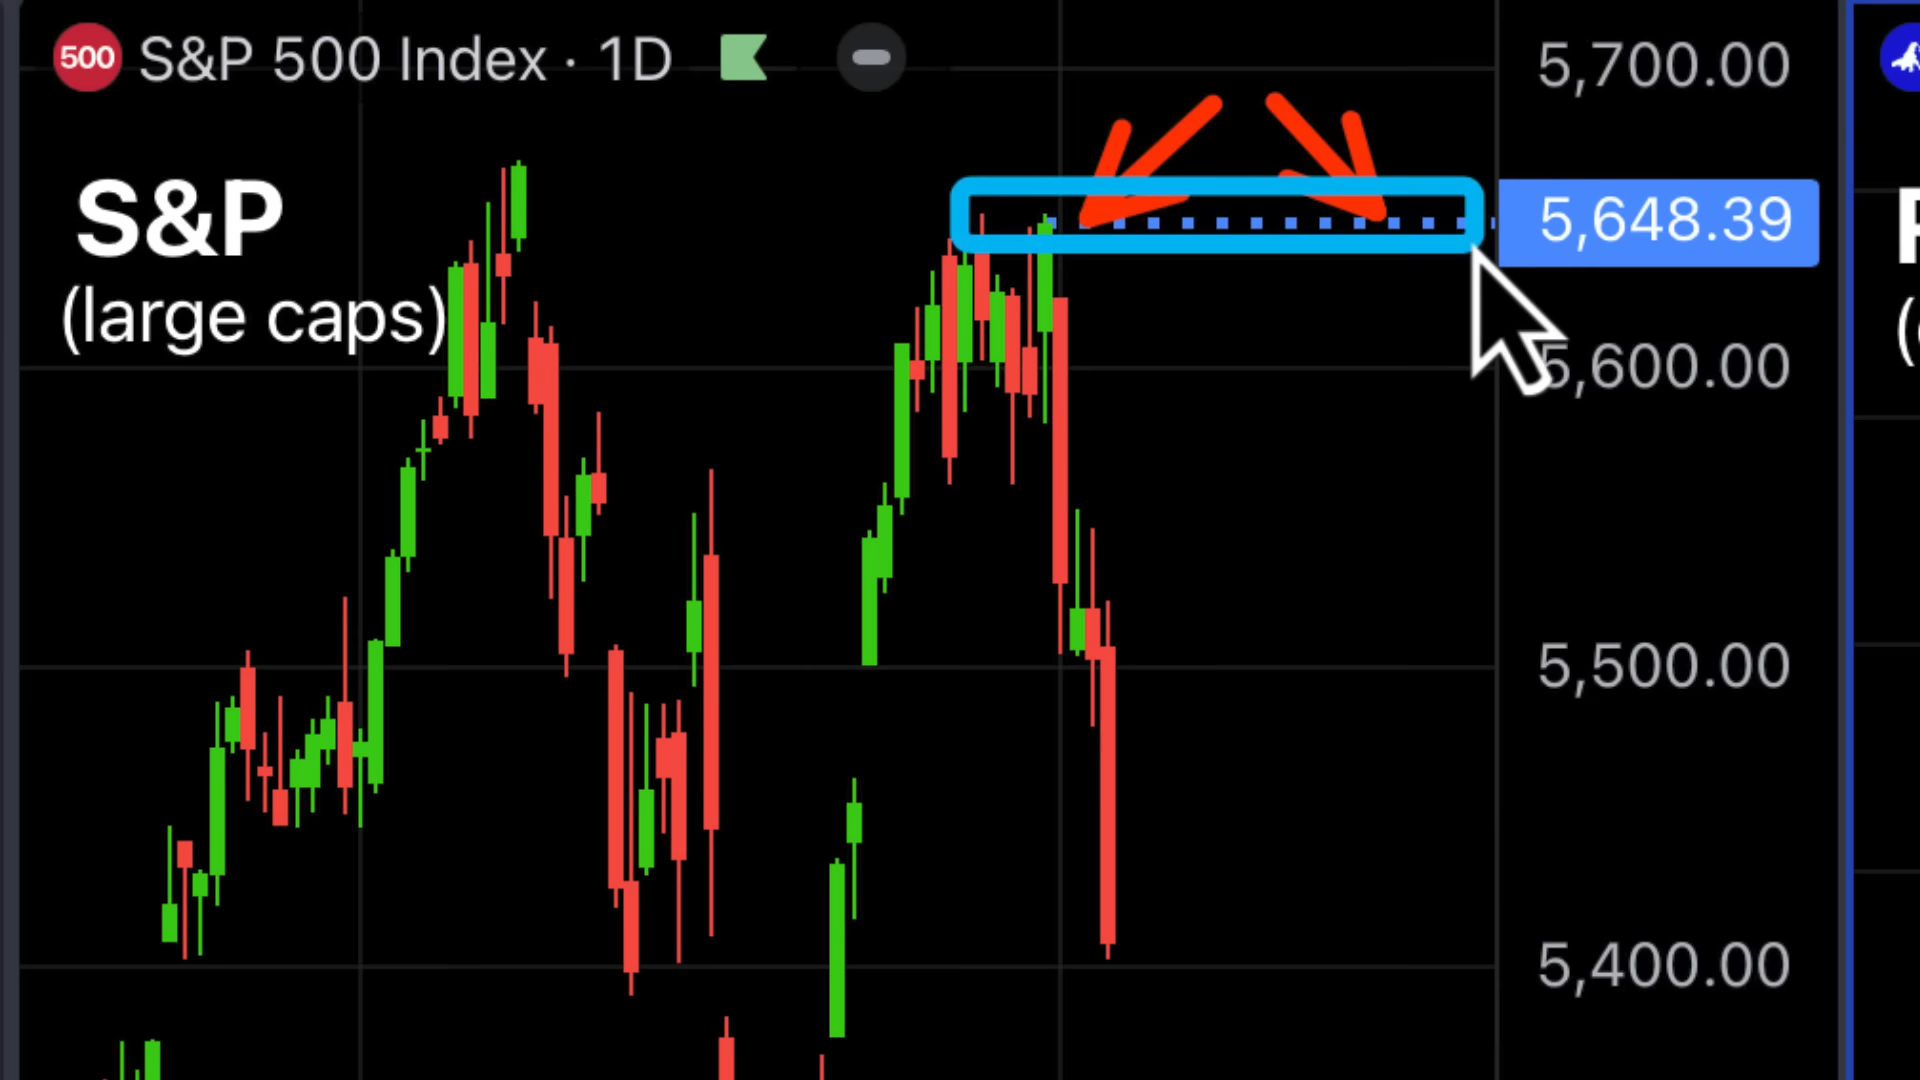 500 S&P 500 Index · 1D
5,700.00
S&P
(large caps)
5,648.39
5,600.00
5,500.00
5,400.00